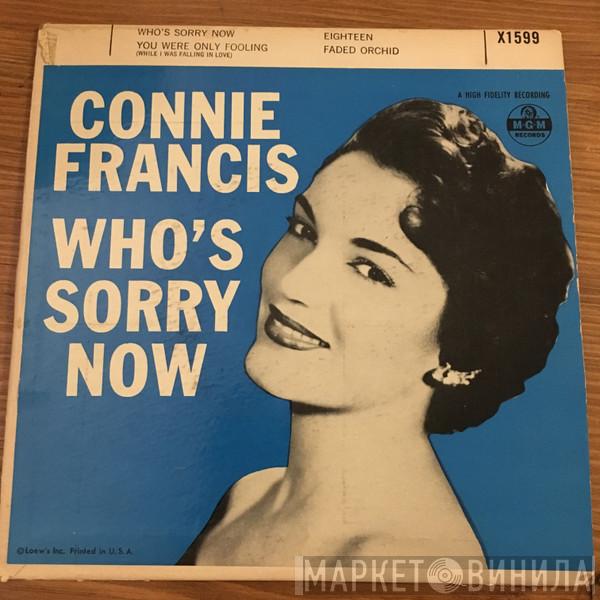 WHO'S SORRY NOW
YOU WERE ONLY FOOLING
(WHILE I WAS FALLING IN LOVE)
EIGHTEEN
FADED ORCHID
X1599
A HIGH FIDELITY RECORDING
M-G-M
RECORDS
CONNIE
FRANCIS
WHO'S
SORRY
NOW
©Loew's Inc. Printed in U.S.A.
МАРКЕТ ВИНИЛА